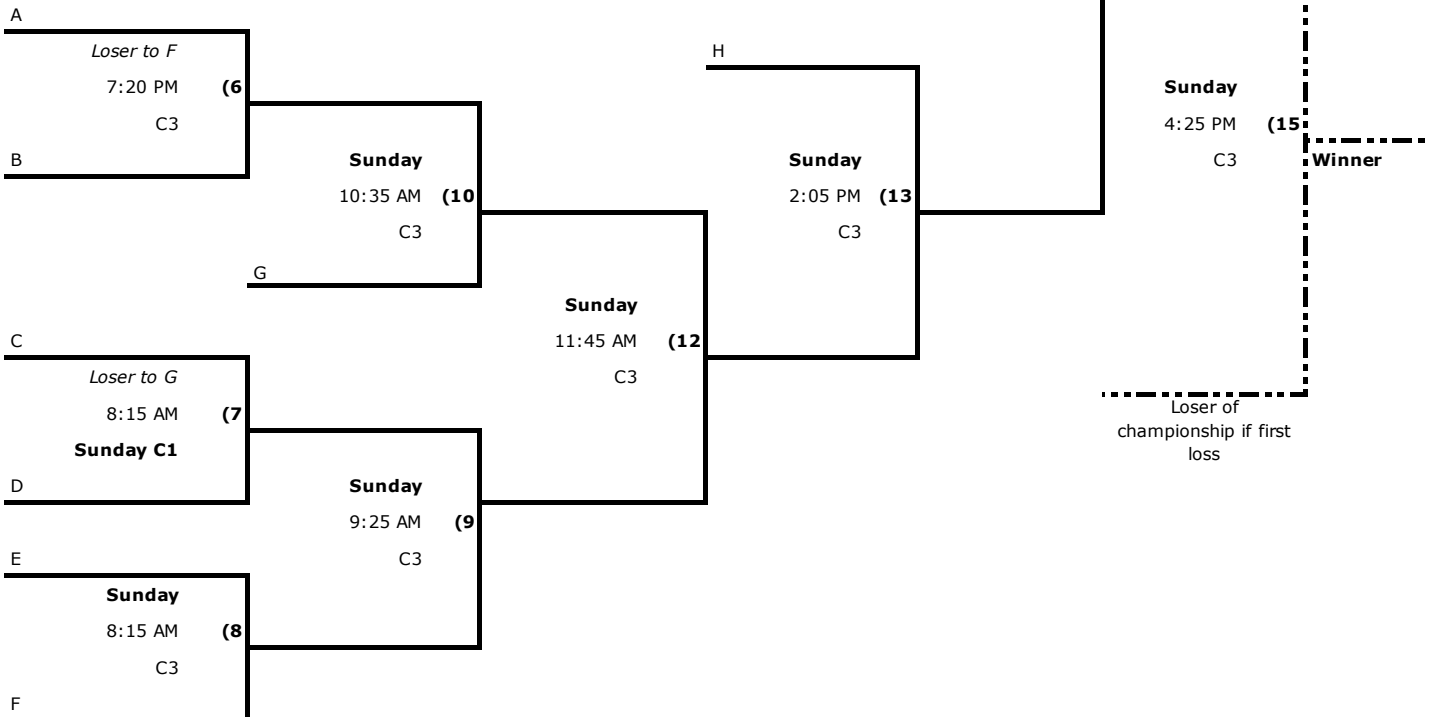 A
Loser to F
7:20 PM (6
C3
B
H
Sunday
4:25 PM (15
C3
Winner
Sunday
10:35 AM (10
C3
G
Sunday
2:05 PM (13
C3
Sunday
11:45 AM (12
C3
C
Loser to G
8:15 AM (7
Sunday C1
D
Loser of
championship if first
loss
Sunday
9:25 AM (9
C3
E
Sunday
8:15 AM (8
C3
F